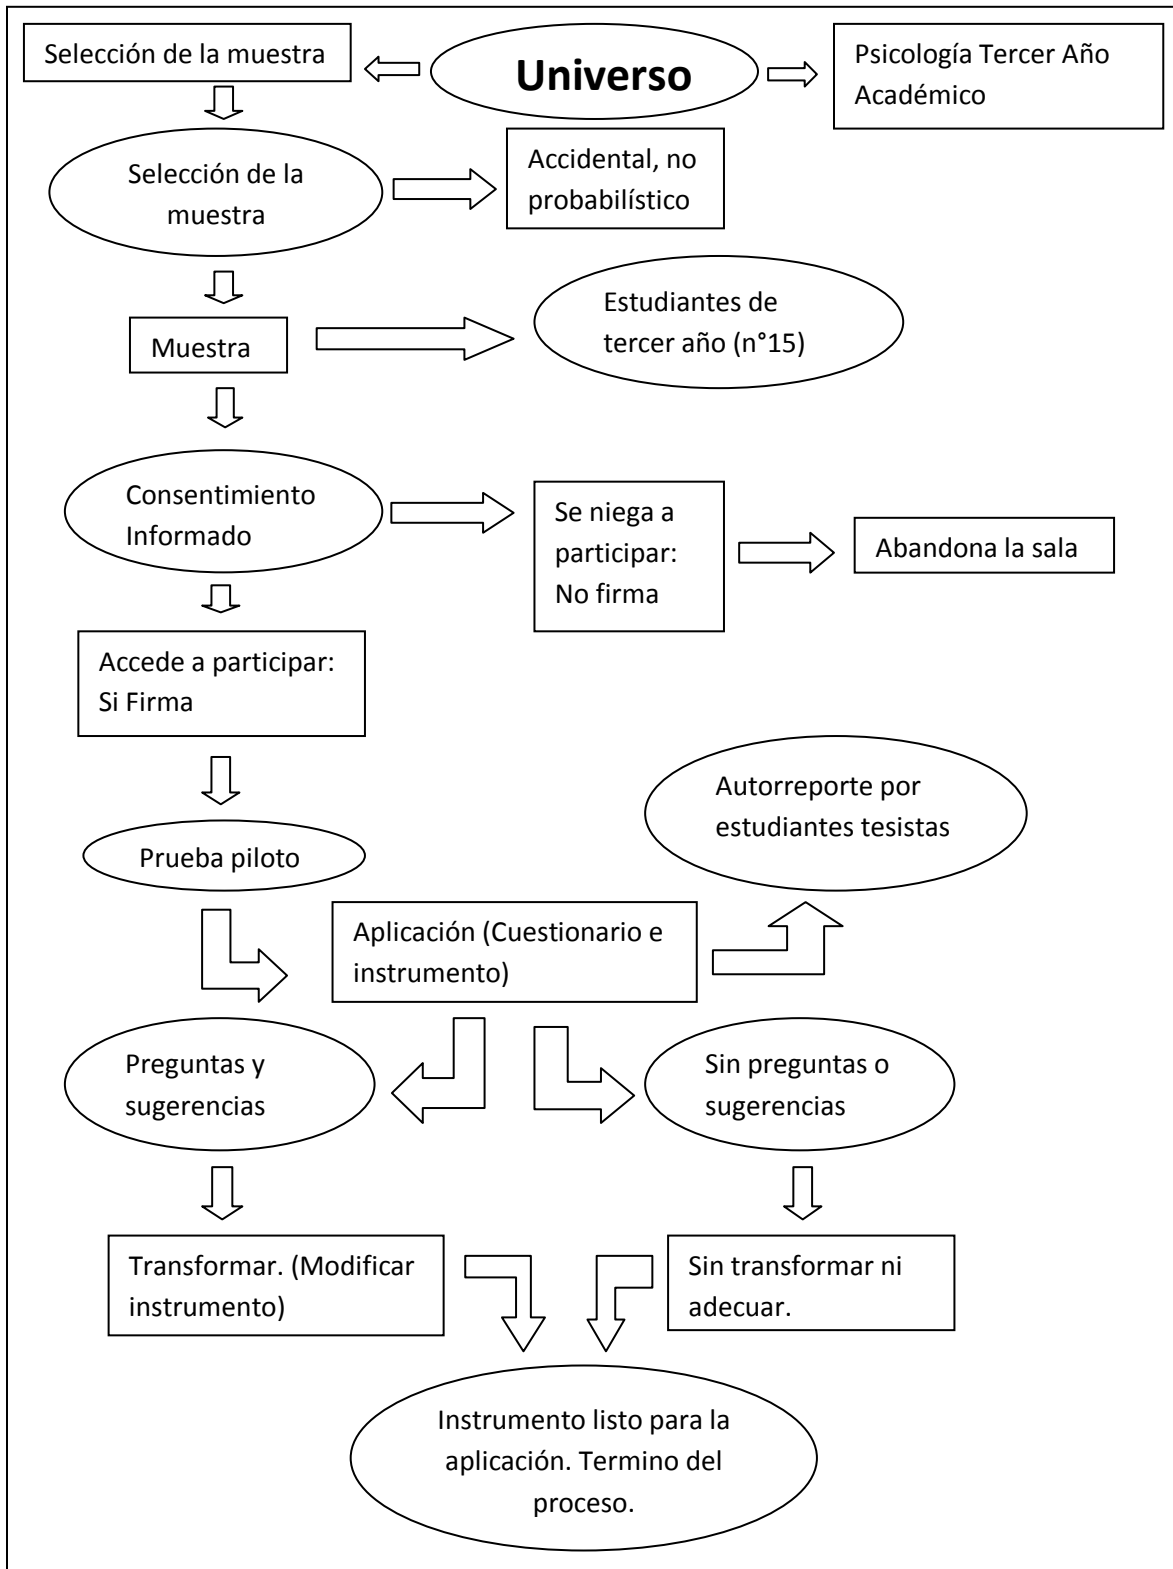 Selección de la muestra
Universo
Psicología Tercer Año
Académico
Selección de la
muestra
Accidental, no
probabilístico
Muestra
Estudiantes de
tercer año (n°15)
Consentimiento
Informado
Se niega a
participar:
No firma
Abandona la sala
Accede a participar:
Si Firma
Prueba piloto
Autorreporte por
estudiantes tesistas
Aplicación (Cuestionario e
instrumento)
Preguntas y
sugerencias
Sin preguntas o
sugerencias
Transformar. (Modificar
instrumento)
Sin transformar ni
adecuar.
Instrumento listo para la
aplicación. Termino del
proceso.